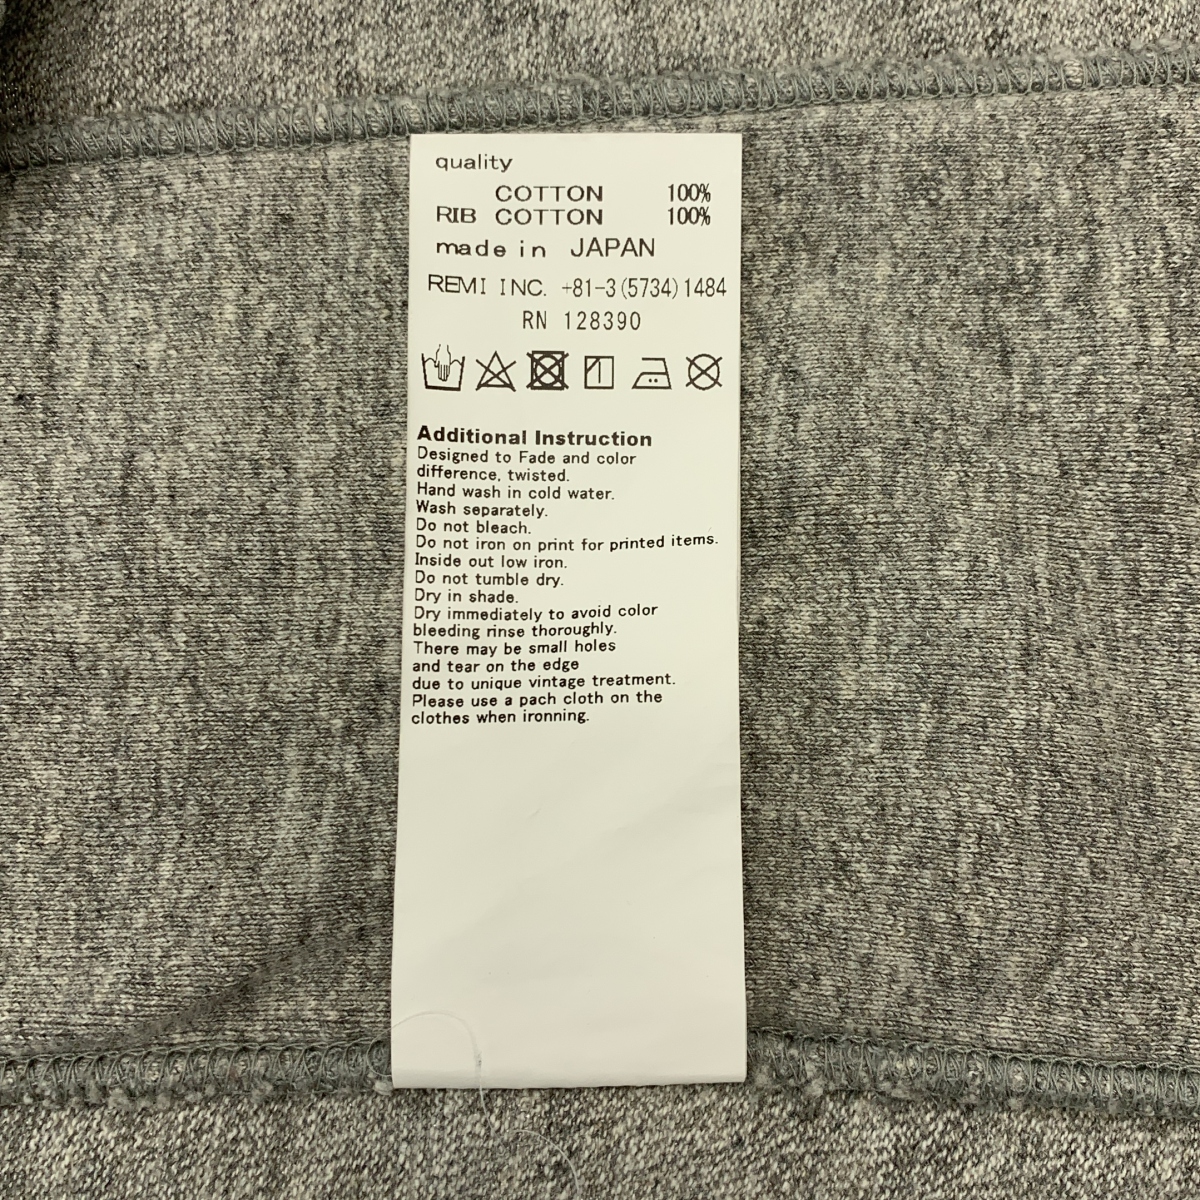 quality
COTTON 100%
RIB COTTON 100%
made in JAPAN
REMI INC. +81-3(5734)1484
RN 128390
Additional Instruction
Designed to Fade and color
difference, twisted.
Hand wash in cold water.
Wash separately.
Do not bleach.
Do not iron on print for printed items.
Inside out low iron.
Do not tumble dry.
Dry in shade.
Dry immediately to avoid color
bleeding rinse thoroughly.
There may be small holes
and tear on the edge
due to unique vintage treatment.
Please use a pach cloth on the
clothes when ironning.